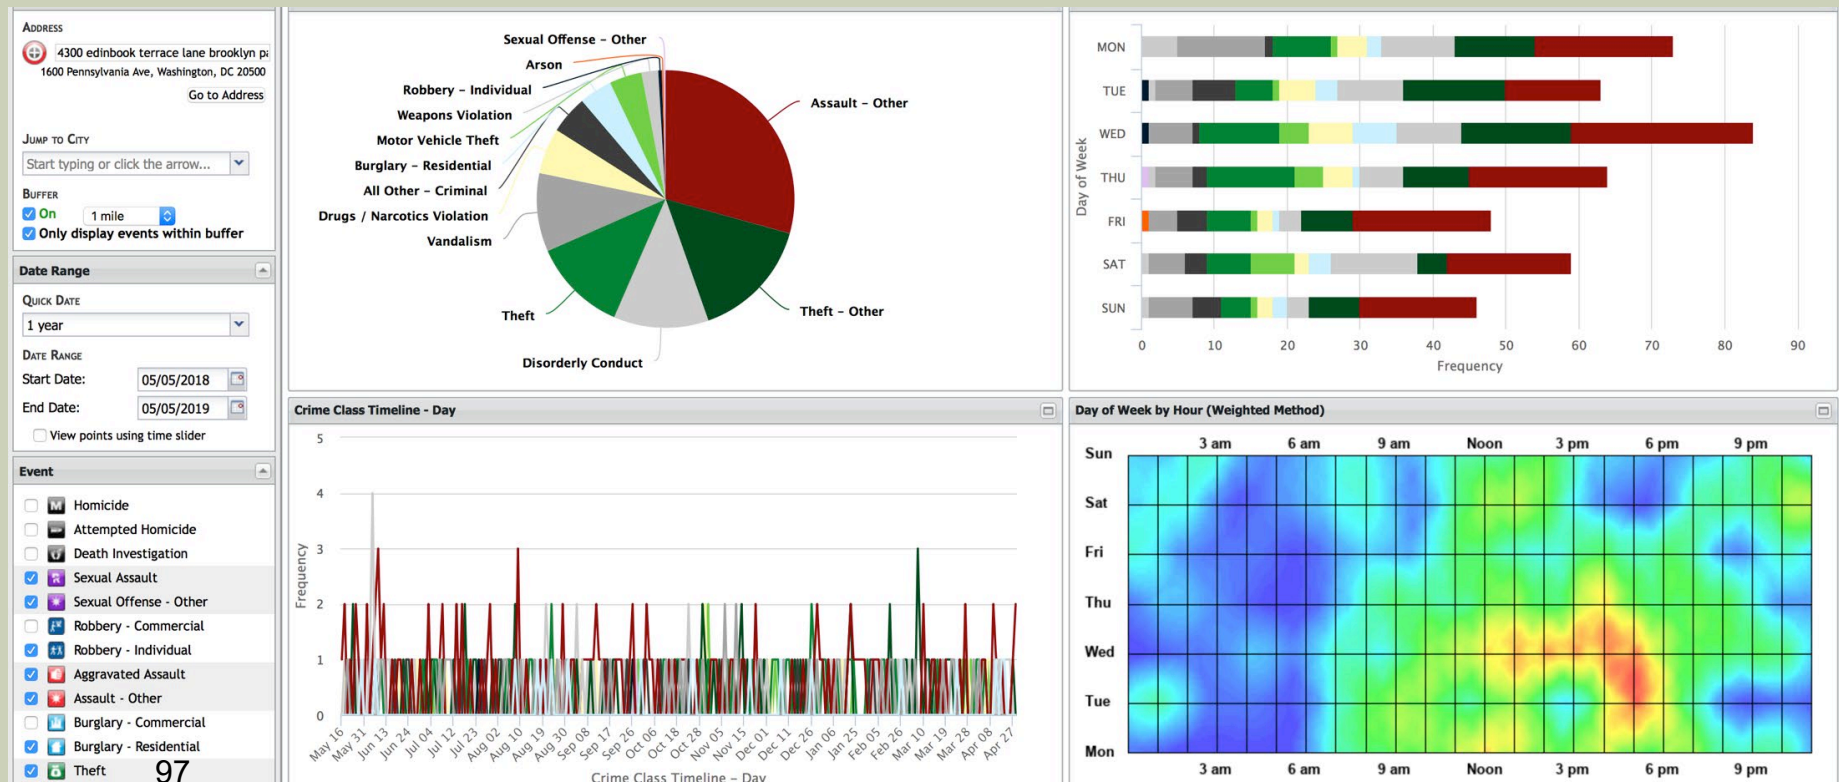 ADDRESS
4300 edinbook terrace lane brooklyn pa
1600 Pennsylvania Ave, Washington, DC 20500
Go to Address
JUMP TO CITY
Start typing or click the arrow...
BUFFER
On 1 mile
Only display events within buffer
Date Range
QUICK DATE
1 year
DATE RANGE
Start Date: 05/05/2018
End Date: 05/05/2019
View points using time slider
Event
Homicide
Attempted Homicide
Death Investigation
Sexual Assault
Sexual Offense - Other
Robbery - Commercial
Robbery - Individual
Aggravated Assault
Assault - Other
Burglary - Commercial
Burglary - Residential
Theft
97
Sexual Offense – Other
Arson
Robbery – Individual
Weapons Violation
Motor Vehicle Theft
Burglary – Residential
All Other – Criminal
Drugs / Narcotics Violation
Vandalism
Theft
Disorderly Conduct
Theft – Other
Assault – Other
Day of Week
MON
TUE
WED
THU
FRI
SAT
SUN
0 10 20 30 40 50 60 70 80 90
Frequency
Crime Class Timeline - Day
Frequency
5
4
3
2
1
0
May 16 May 31 Jun 13 Jun 24 Jul 04 Jul 12 Jul 23 Aug 02 Aug 10 Aug 19 Aug 30 Sep 08 Sep 17 Sep 26 Oct 06 Oct 18 Oct 28 Nov 05 Nov 15 Dec 01 Dec 11 Dec 26 Jan 06 Jan 25 Feb 05 Feb 26 Mar 10 Mar 19 Mar 28 Apr 08 Apr 27
Crime Class Timeline – Day
Day of Week by Hour (Weighted Method)
3 am 6 am 9 am Noon 3 pm 6 pm 9 pm
Sun
Sat
Fri
Thu
Wed
Tue
Mon
3 am 6 am 9 am Noon 3 pm 6 pm 9 pm